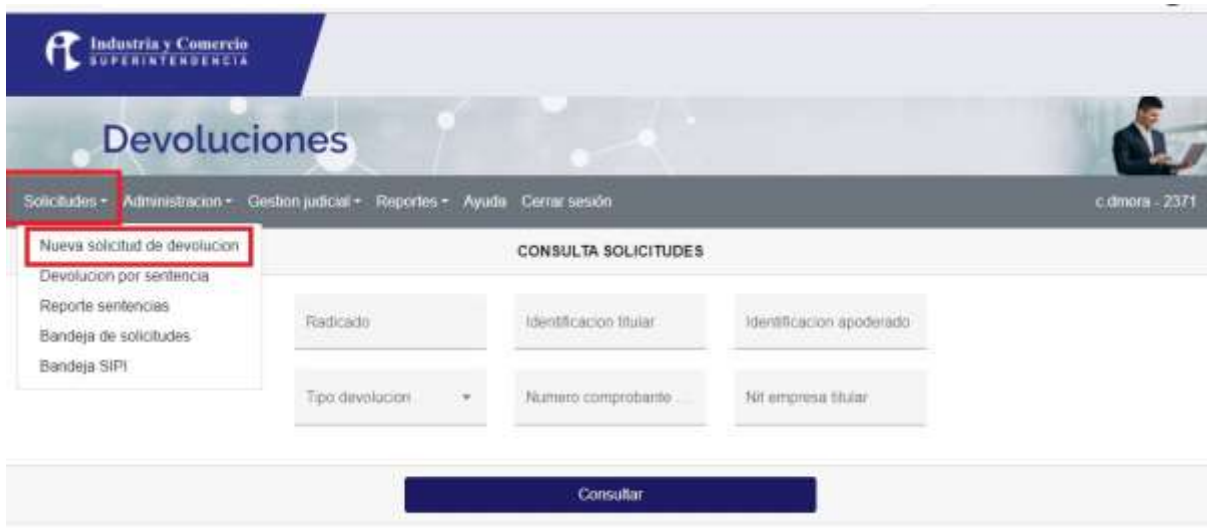 Industria y Comercio
SUPERINTENDENCIA
Devoluciones
Solicitudes Administracion Gestion judicial Reportes Ayuda Cerrar sesión c.dmora - 2371
Nueva solicitud de devolucion
Devolucion por sentencia
Reporte sentencias
Bandeja de solicitudes
Bandeja SIPI
CONSULTA SOLICITUDES
Radicado Identificacion titular Identificacion apoderado
Tipo devolucion Numero comprobante ... Nit empresa titular
Consultar